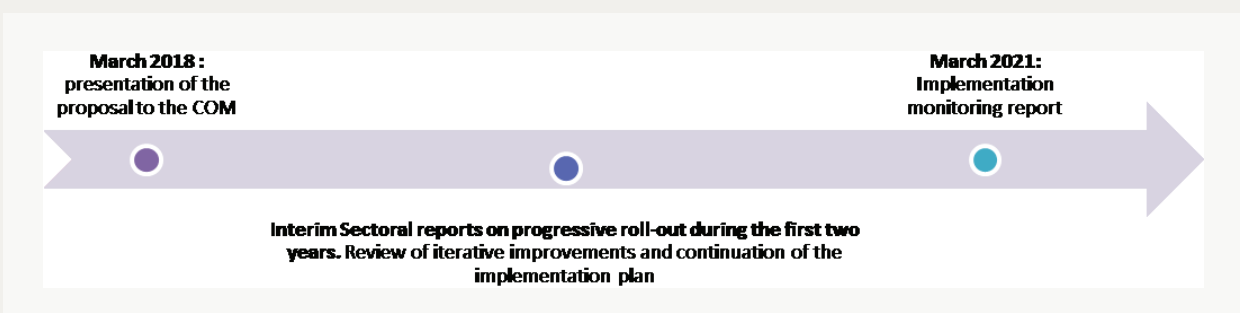 March 2018 :
presentation of the
proposal to the COM
March 2021:
Implementation
monitoring report
Interim Sectoral reports on progressive roll-out during the first two
years. Review of iterative improvements and continuation of the
implementation plan